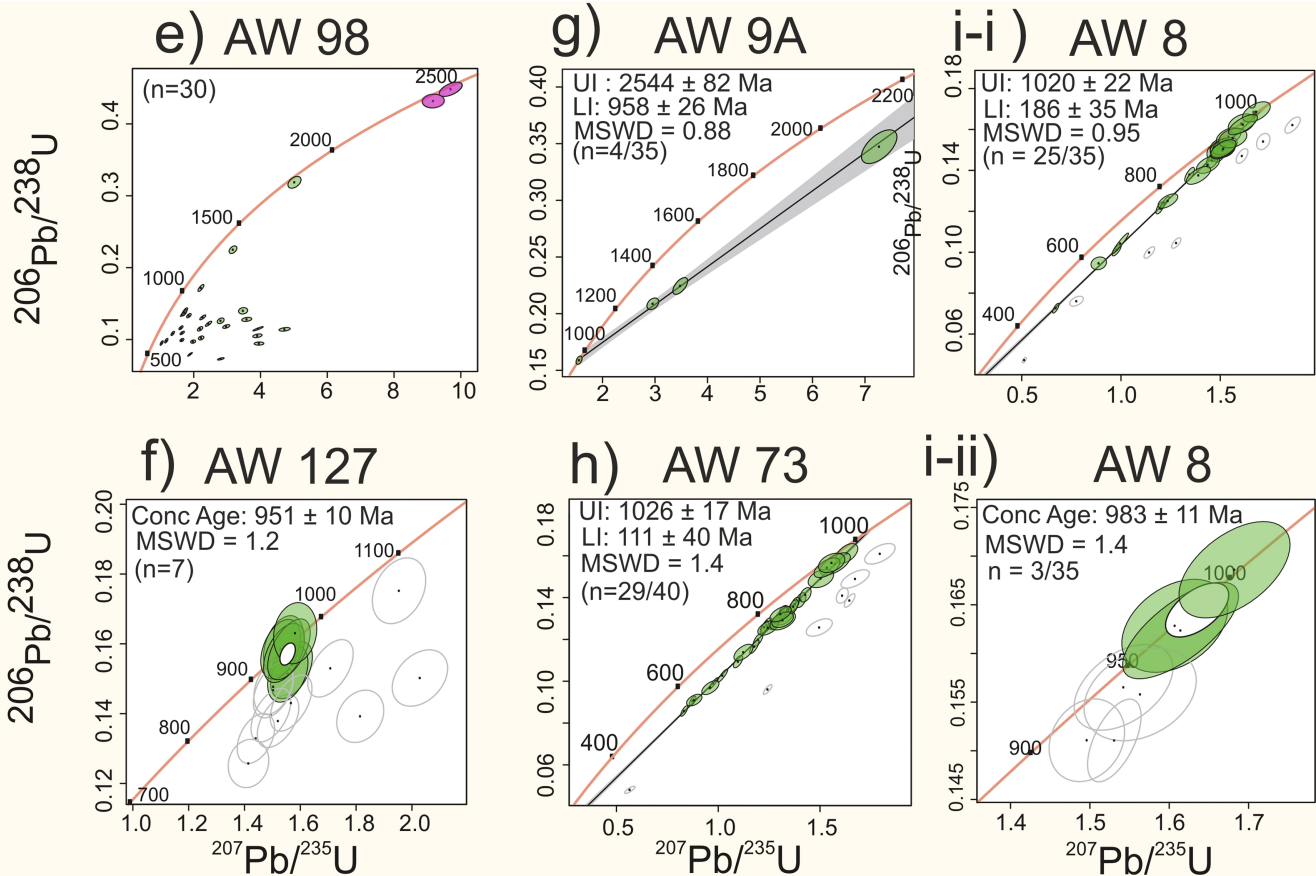 e) AW 98
(n=30)
2500
2000
1500
1000
500
0.4
0.3
0.2
0.1
2 4 6 8 10
206Pb/238U
g) AW 9A
UI : 2544 ± 82 Ma
LI: 958 ± 26 Ma
MSWD = 0.88
(n=4/35)
2200
2000
1800
1600
1400
1200
1000
0.40
0.35
0.30
0.25
0.20
0.15
2 3 4 5 6 7
206Pb/238U
i-i ) AW 8
UI: 1020 ± 22 Ma
LI: 186 ± 35 Ma
MSWD = 0.95
(n = 25/35)
1000
800
600
400
0.18
0.14
0.10
0.06
0.5 1.0 1.5
f) AW 127
Conc Age: 951 ± 10 Ma
MSWD = 1.2
(n=7)
1100
1000
900
800
700
0.20
0.18
0.16
0.14
0.12
1.0 1.2 1.4 1.6 1.8 2.0
206Pb/238U
207Pb/235U
h) AW 73
UI: 1026 ± 17 Ma
LI: 111 ± 40 Ma
MSWD = 1.4
(n=29/40)
1000
800
600
400
0.18
0.14
0.10
0.06
0.5 1.0 1.5
207Pb/235U
i-ii) AW 8
Conc Age: 983 ± 11 Ma
MSWD = 1.4
n = 3/35
1000
950
900
0.175
0.165
0.155
0.145
1.4 1.5 1.6 1.7
207Pb/235U